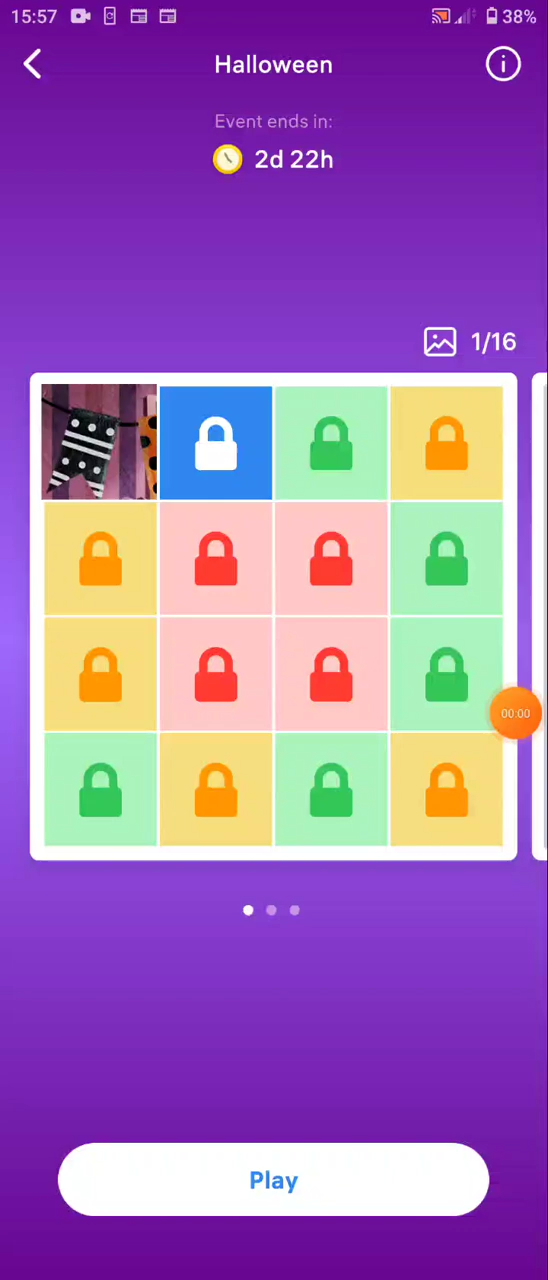 15:57 38%
Halloween
Event ends in:
2d 22h
1/16
00:00
Play